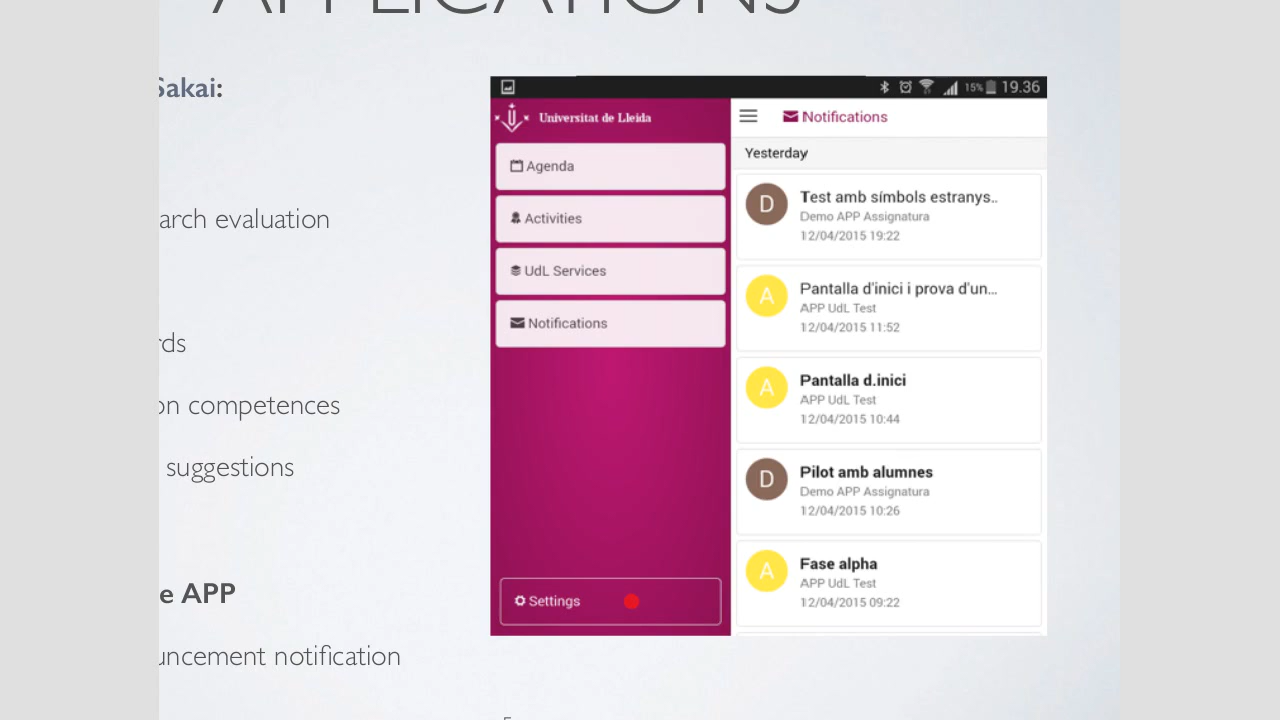 APPLICATIONS
Sakai:
arch evaluation
rds
on competences
suggestions
e APP
uncement notification
15% 19.36
Universitat de Lleida
Agenda
Activities
UdL Services
Notifications
Settings
Notifications
Yesterday
D
Test amb símbols estranys..
Demo APP Assignatura
12/04/2015 19:22
A
Pantalla d'inici i prova d'un...
APP UdL Test
12/04/2015 11:52
A
Pantalla d.inici
APP UdL Test
12/04/2015 10:44
D
Pilot amb alumnes
Demo APP Assignatura
12/04/2015 10:26
A
Fase alpha
APP UdL Test
12/04/2015 09:22